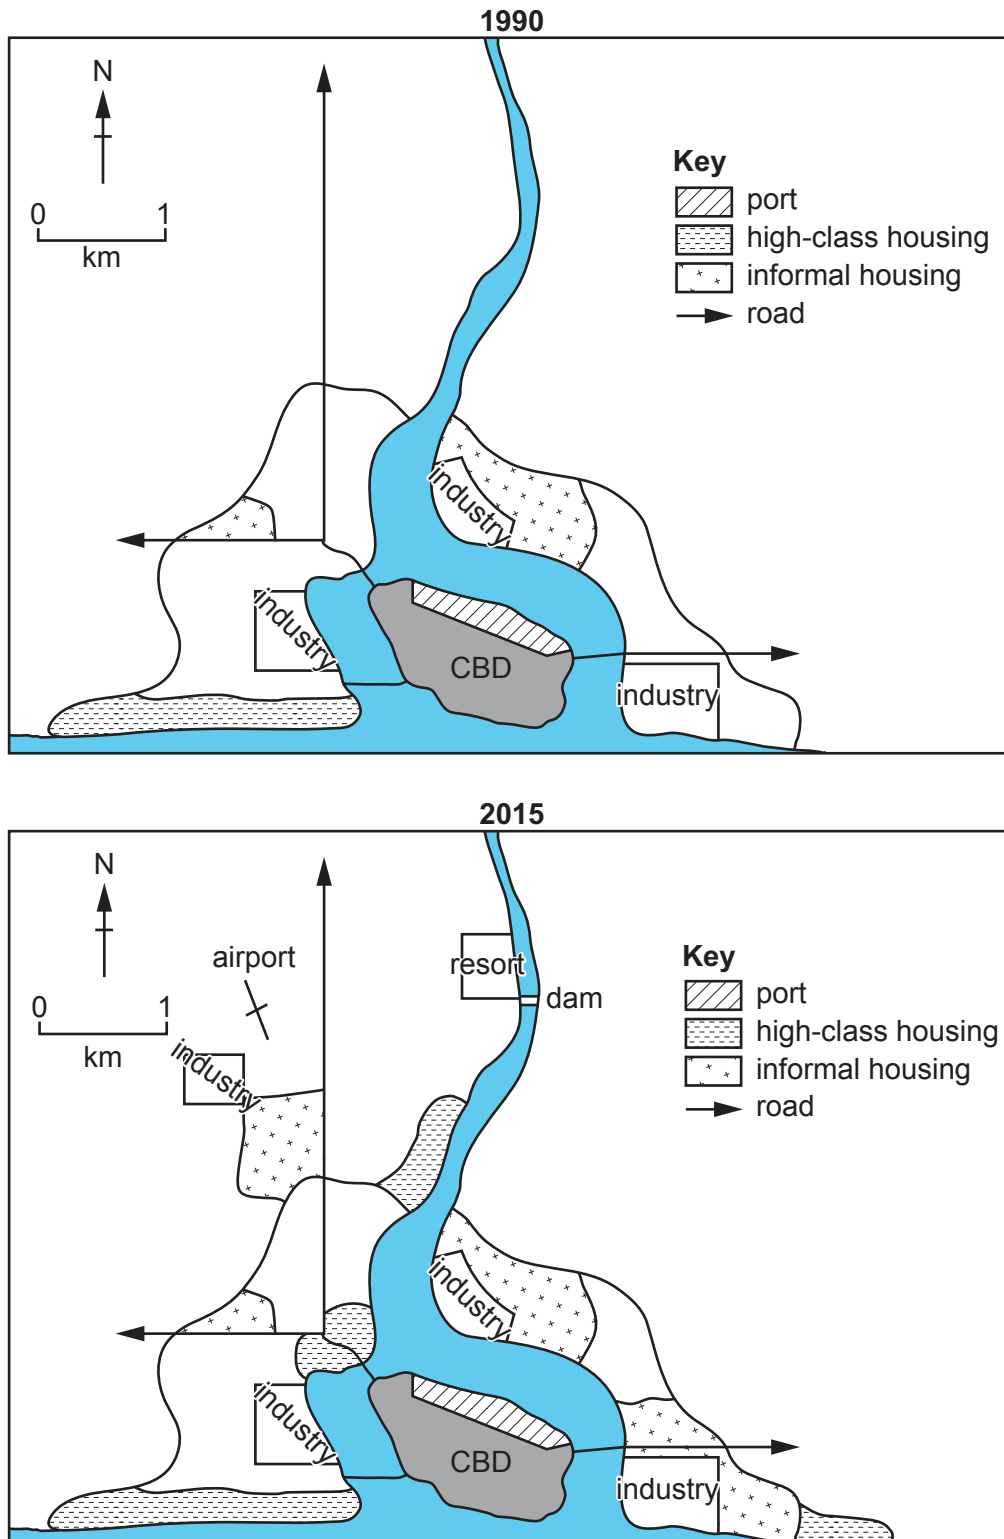 1990
N
0 1
km
Key
port
high-class housing
informal housing
road
industry
industry
CBD
industry
2015
N
0 1
km
airport
resort
dam
Key
port
high-class housing
informal housing
road
industry
industry
industry
CBD
industry